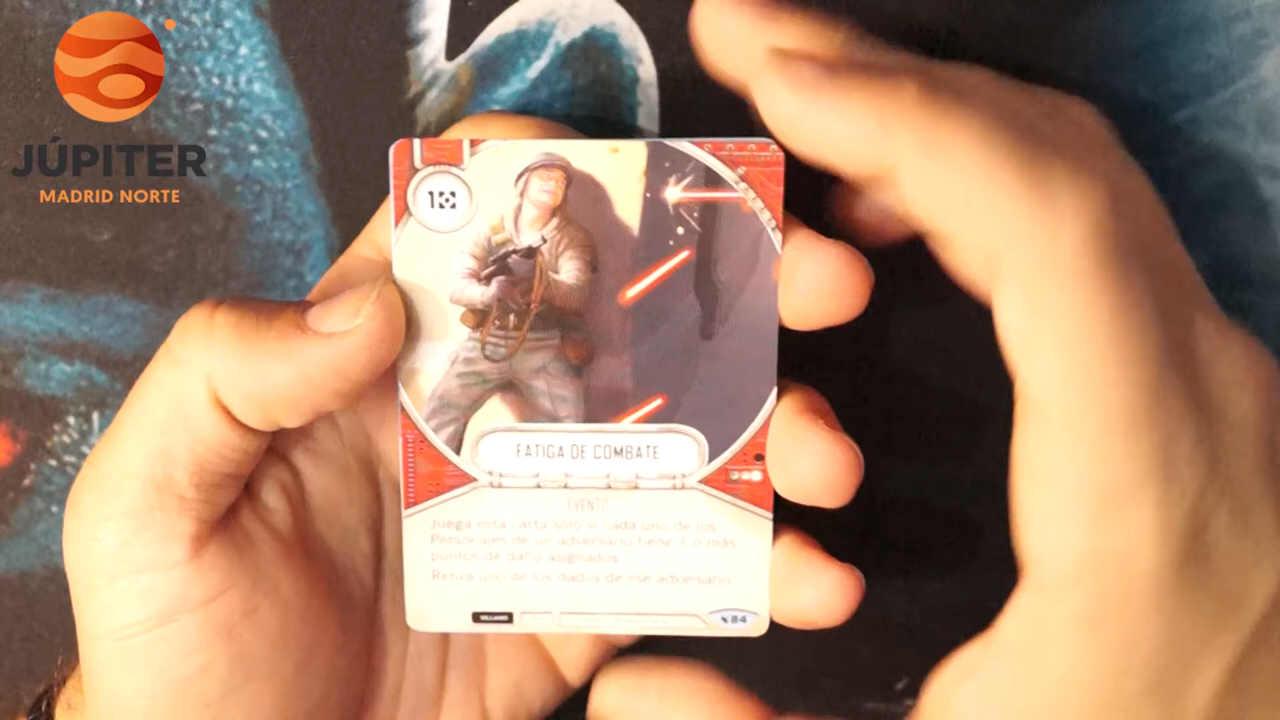 JÚPITER
MADRID NORTE
1
FATIGA DE COMBATE
EVENTO
Juega esta carta sólo si cada uno de los
Personajes de un adversario tiene 1 o más
puntos de daño asignados.
Retira uno de los dados de ese adversario.
VILLANO
84